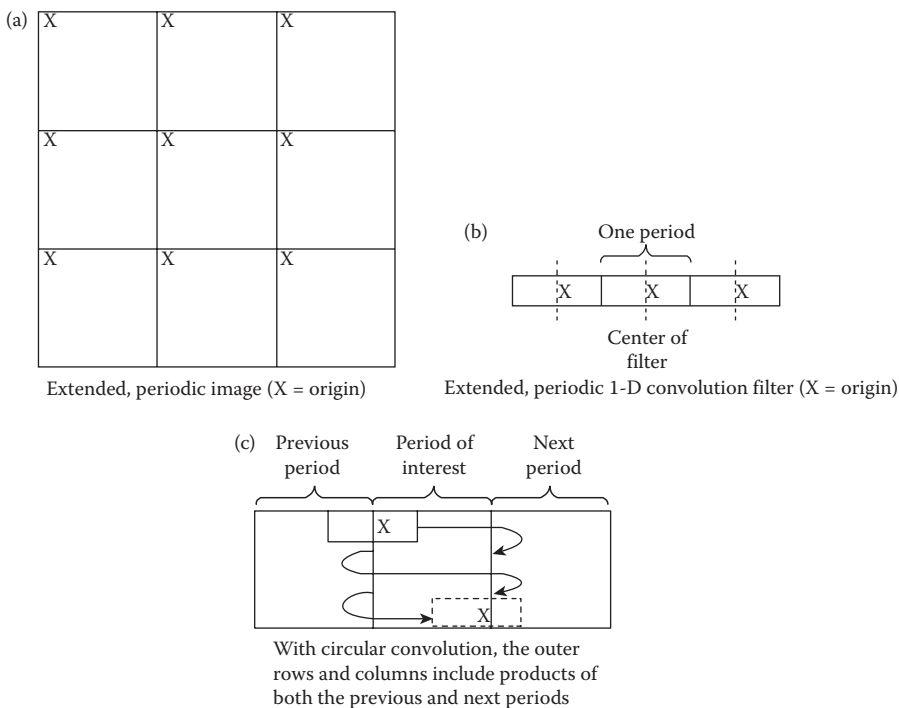 (a)
X X X
X X X
X X X
Extended, periodic image (X = origin)
(b)
One period
X X X
Center of
filter
Extended, periodic 1-D convolution filter (X = origin)
(c)
Previous
period
Period of
interest
Next
period
X
X
With circular convolution, the outer
rows and columns include products of
both the previous and next periods